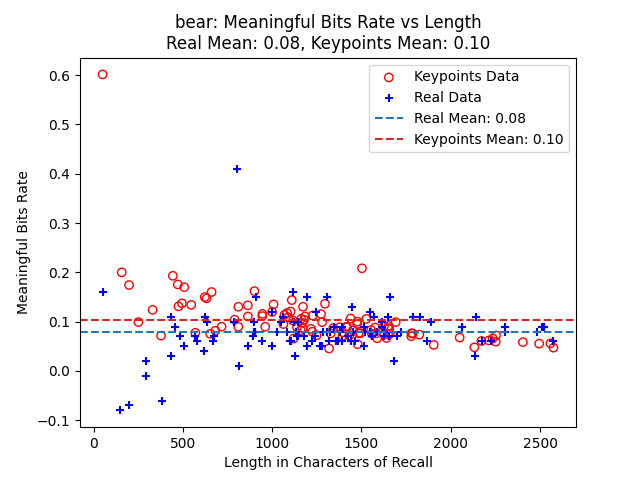 bear: Meaningful Bits Rate vs Length
Real Mean: 0.08, Keypoints Mean: 0.10
Keypoints Data
Real Data
Real Mean: 0.08
Keypoints Mean: 0.10
Meaningful Bits Rate
0.6
0.5
0.4
0.3
0.2
0.1
0.0
−0.1
0
500
1000
1500
2000
2500
Length in Characters of Recall